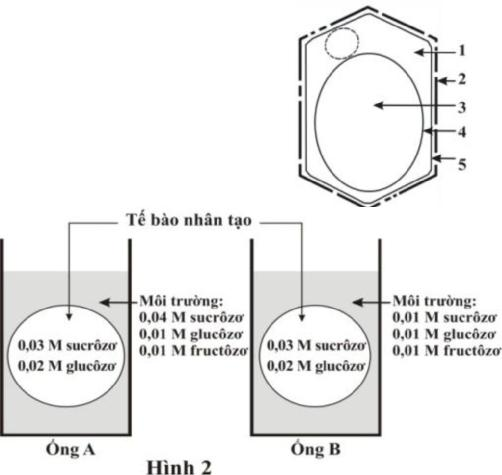 1
2
3
4
5
Tế bào nhân tạo
Môi trường:
0,04 M sucrôzơ
0,01 M glucôzơ
0,01 M fructôzơ
0,03 M sucrôzơ
0,02 M glucôzơ
Ống A
Môi trường:
0,01 M sucrôzơ
0,01 M glucôzơ
0,01 M fructôzơ
0,03 M sucrôzơ
0,02 M glucôzơ
Ống B
Hình 2